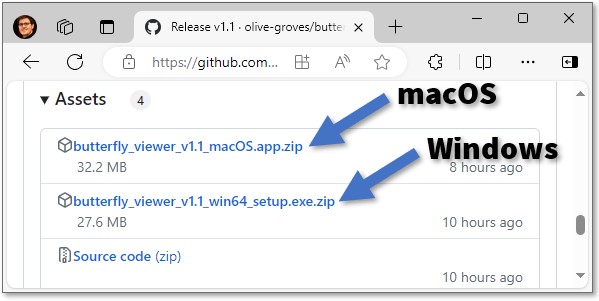 Release v1.1 · olive-groves/butte
https://github.com...
Assets 4
macOS
butterfly_viewer_v1.1_macOS.app.zip
32.2 MB
8 hours ago
Windows
butterfly_viewer_v1.1_win64_setup.exe.zip
27.6 MB
10 hours ago
Source code (zip)
10 hours ago